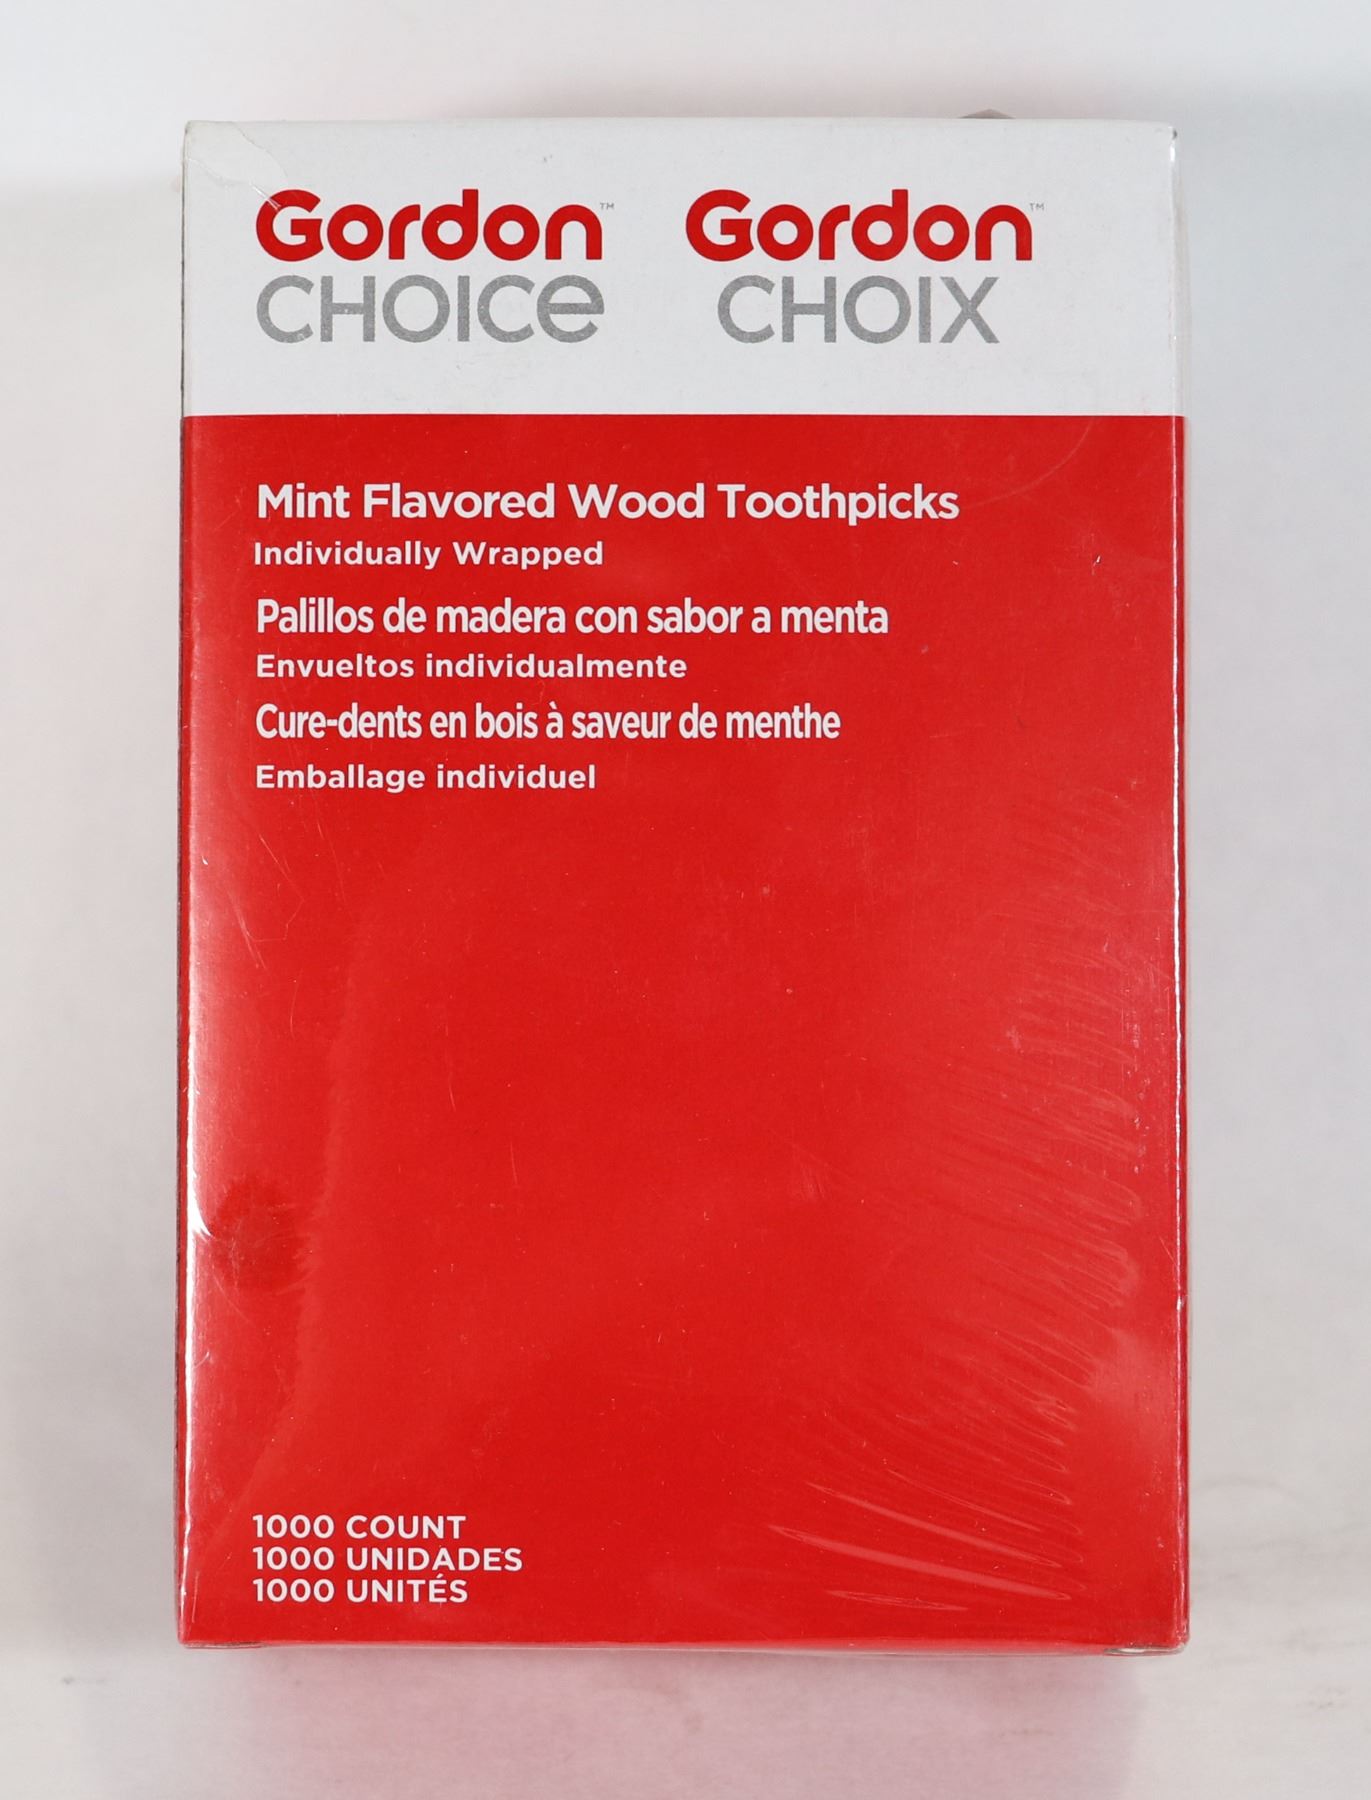 Gordon™ Gordon™
CHOICe CHOIX
Mint Flavored Wood Toothpicks
Individually Wrapped
Palillos de madera con sabor a menta
Envueltos individualmente
Cure-dents en bois à saveur de menthe
Emballage individuel
1000 COUNT
1000 UNIDADES
1000 UNITÉS